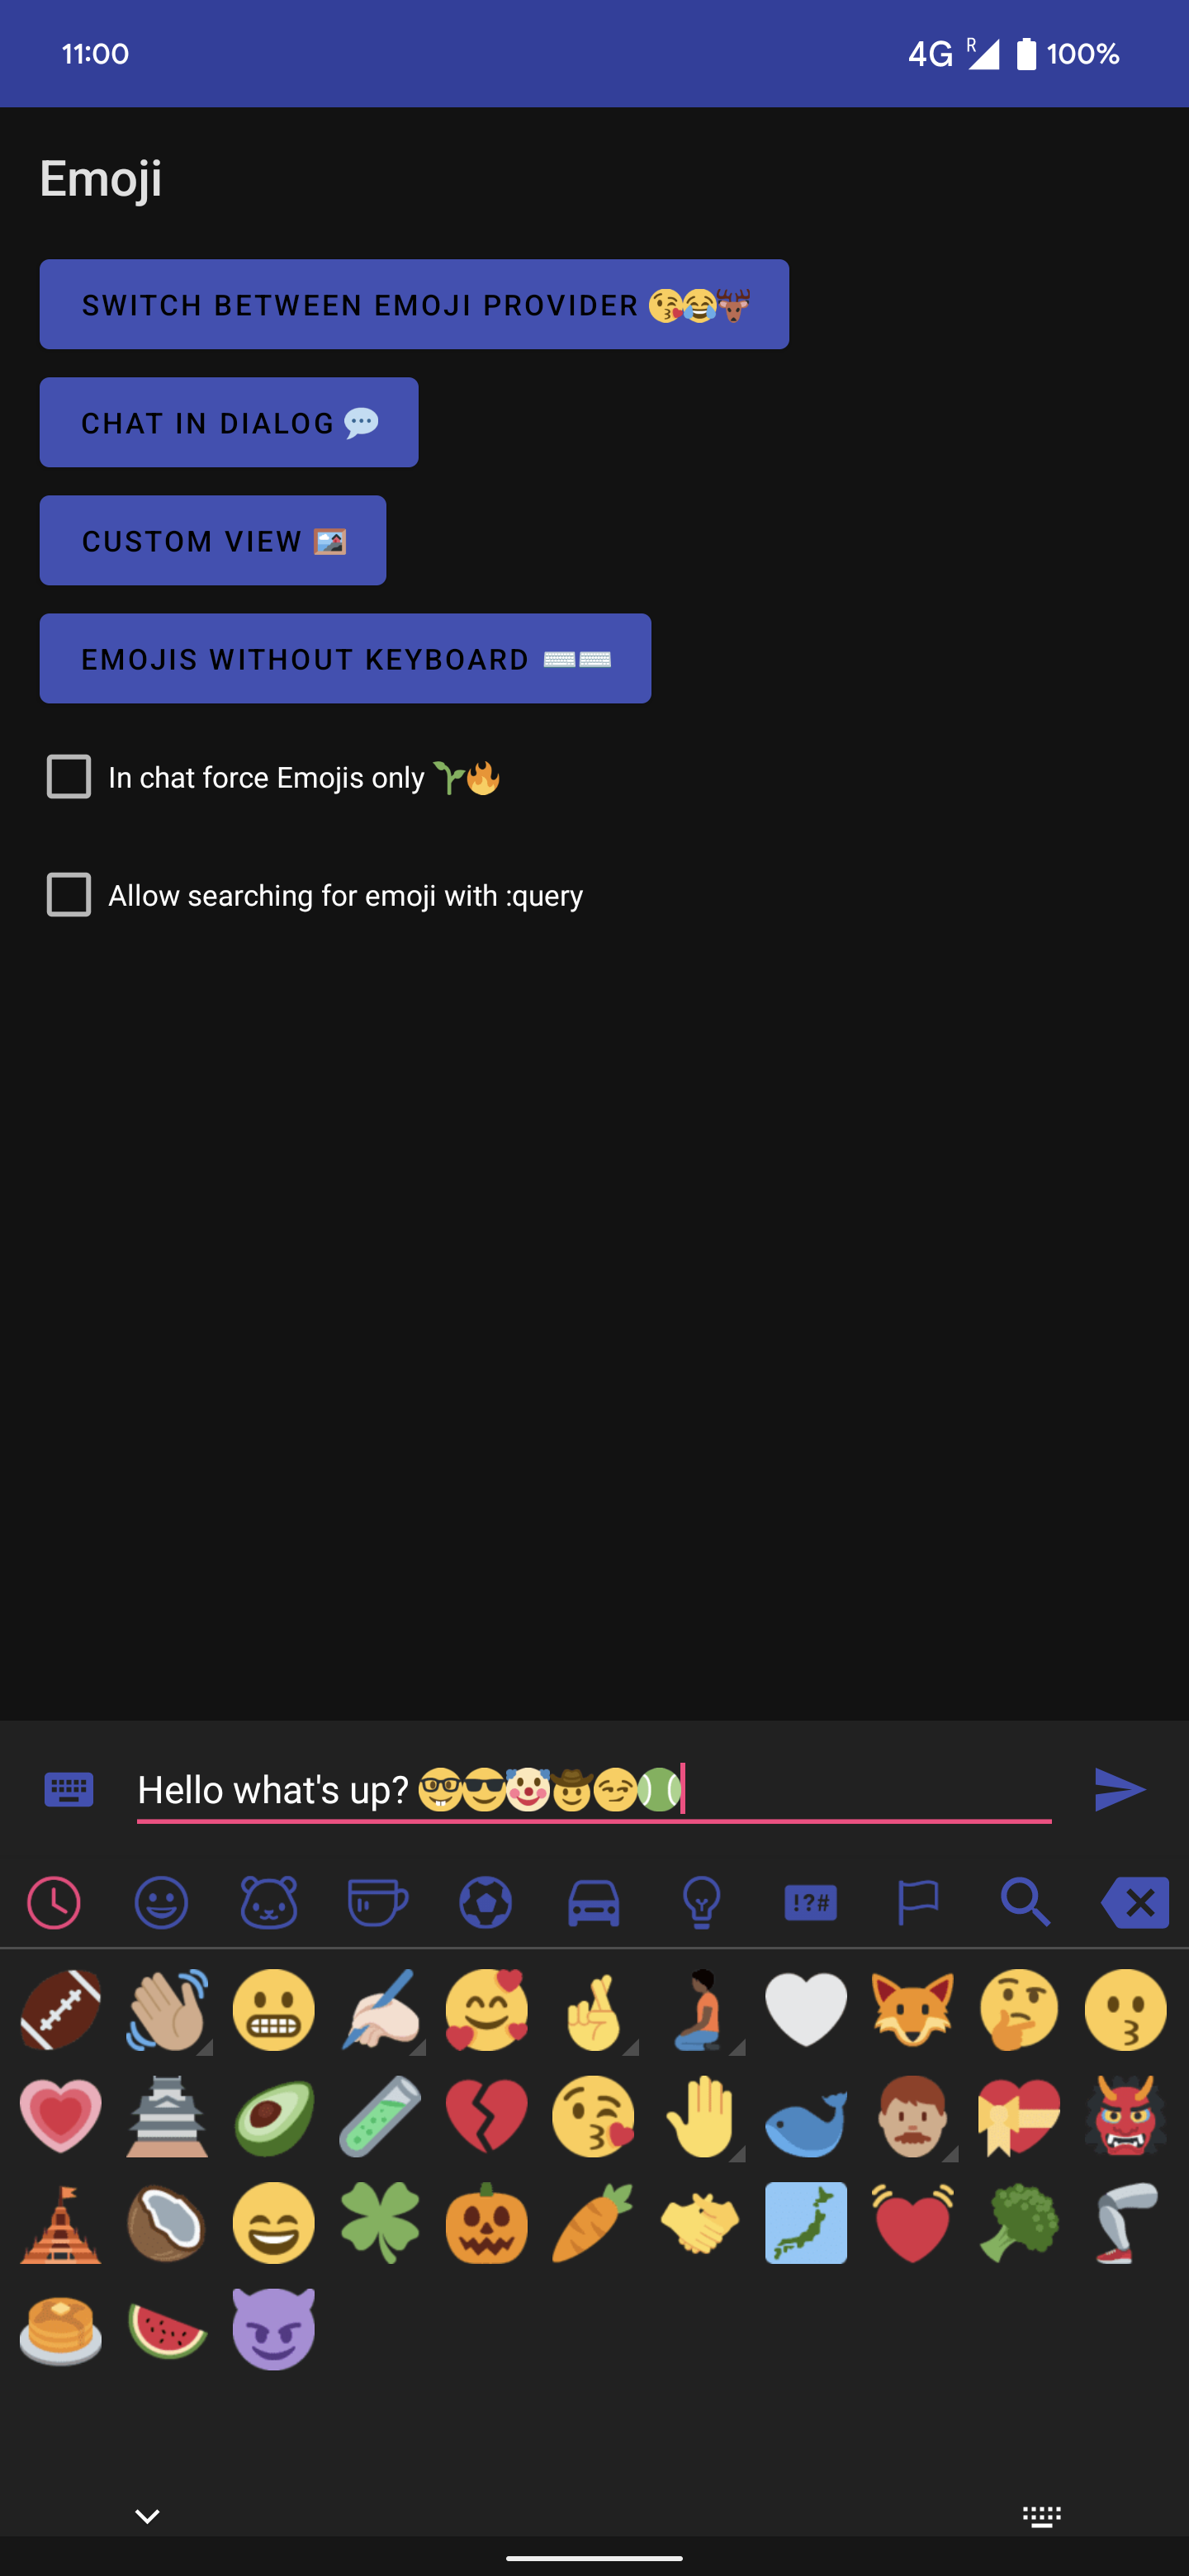 11:00 4G R 100%
Emoji
SWITCH BETWEEN EMOJI PROVIDER 😘😂🫎
CHAT IN DIALOG 💬
CUSTOM VIEW 🖼️
EMOJIS WITHOUT KEYBOARD ⌨️⌨️
In chat force Emojis only 🌱🔥
Allow searching for emoji with :query
Hello what's up? 🤓😎🤡🤠😏🎾
!?#